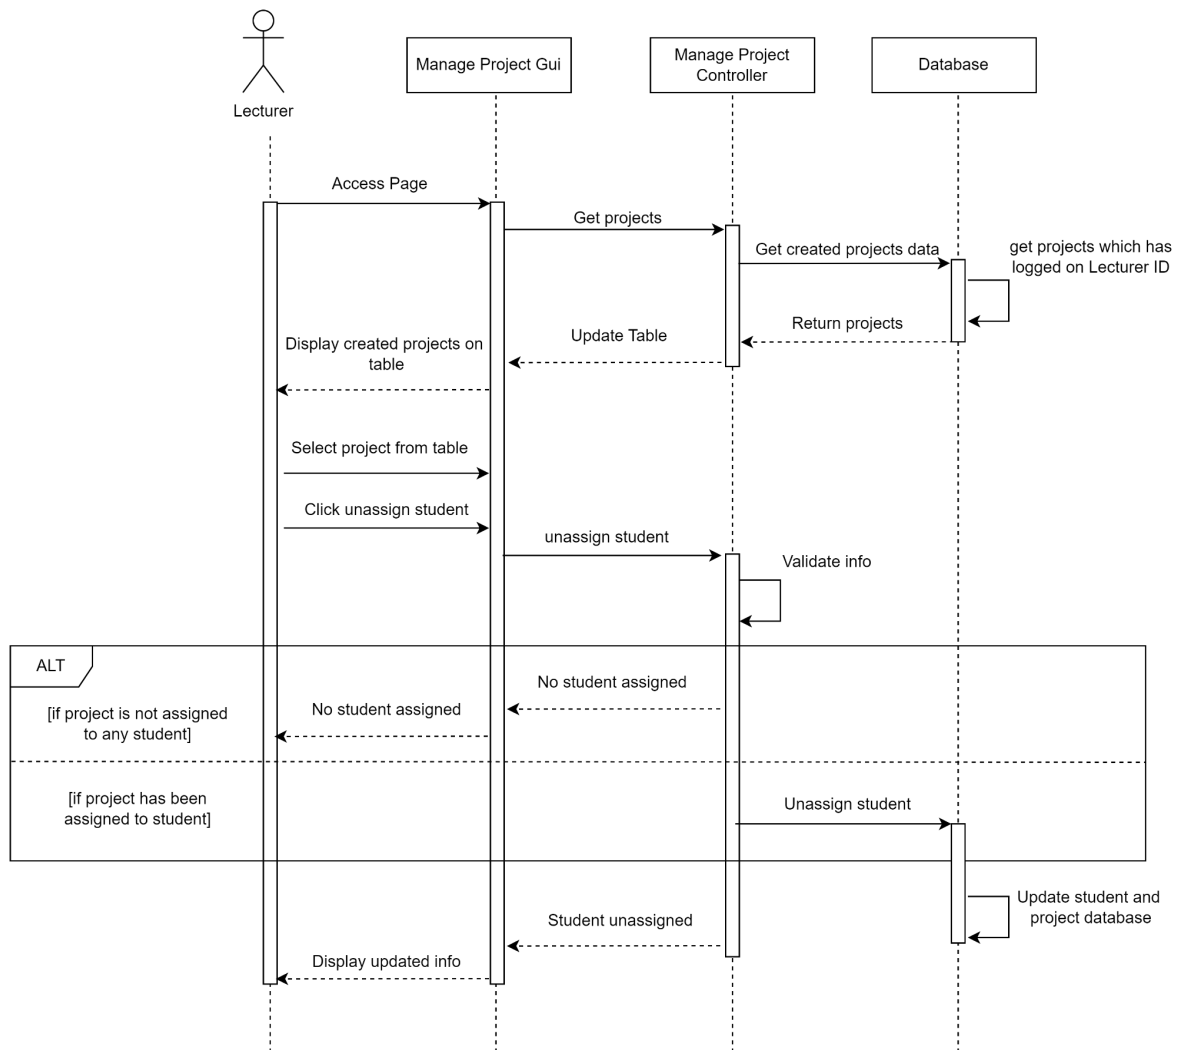 Lecturer
Manage Project Gui
Manage Project
Controller
Database
Access Page
Get projects
Get created projects data
get projects which has
logged on Lecturer ID
Return projects
Update Table
Display created projects on
table
Select project from table
Click unassign student
unassign student
Validate info
ALT
No student assigned
No student assigned
[if project is not assigned
to any student]
[if project has been
assigned to student]
Unassign student
Update student and
project database
Student unassigned
Display updated info